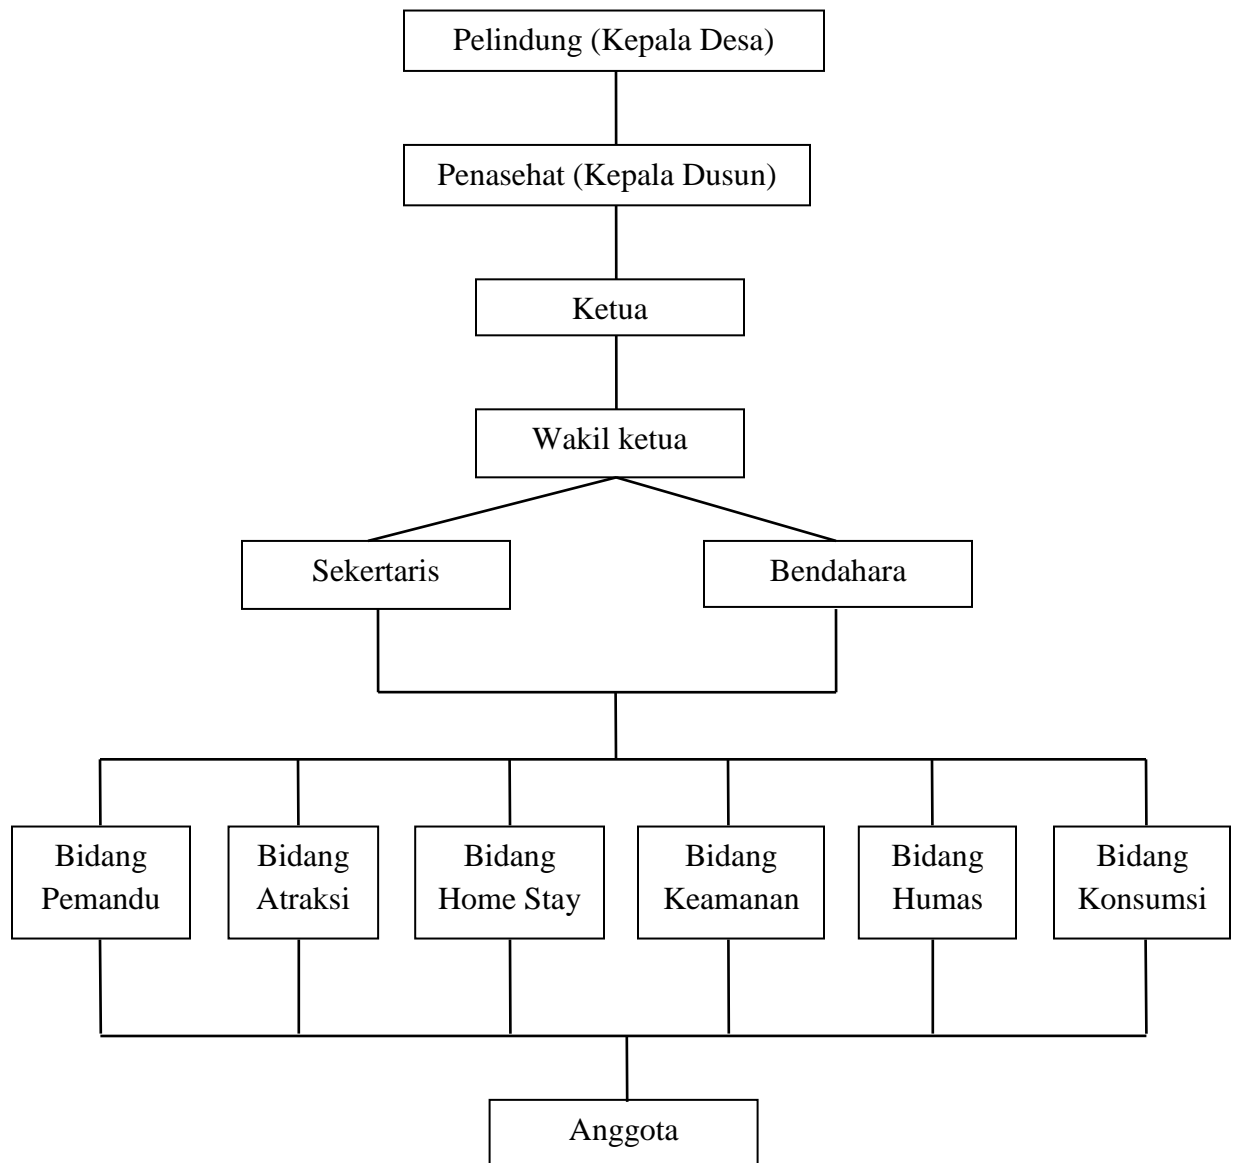 Pelindung (Kepala Desa)
Penasehat (Kepala Dusun)
Ketua
Wakil ketua
Sekertaris
Bendahara
Bidang
Pemandu
Bidang
Atraksi
Bidang
Home Stay
Bidang
Keamanan
Bidang
Humas
Bidang
Konsumsi
Anggota